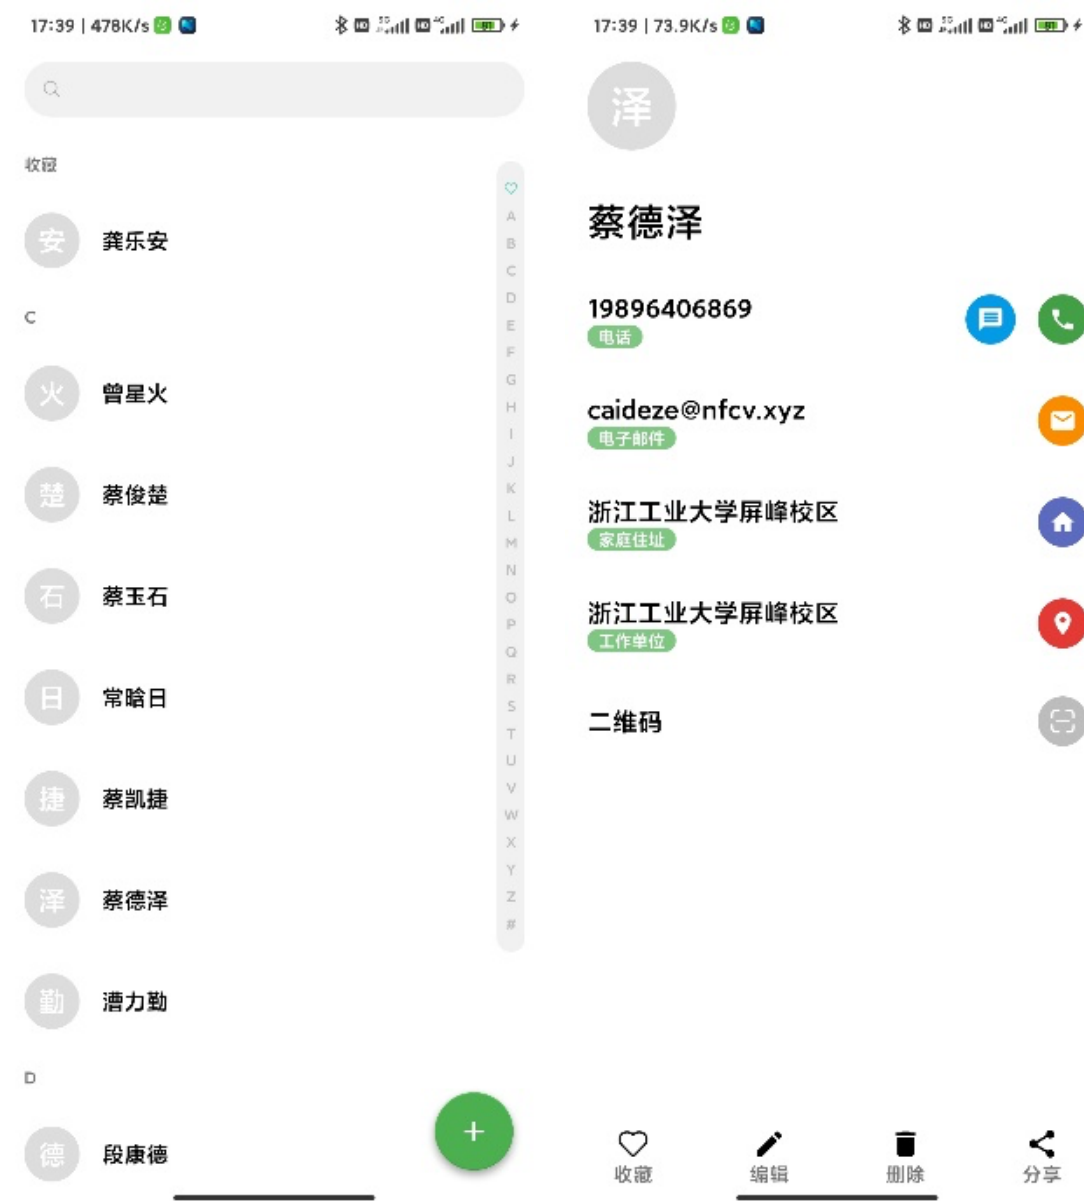 17:39 | 478K/s
收藏
安 龚乐安
C
火 曾星火
楚 蔡俊楚
石 蔡玉石
日 常晗日
捷 蔡凯捷
泽 蔡德泽
勤 漕力勤
D
德 段康德
A
B
C
D
E
F
G
H
I
J
K
L
M
N
O
P
Q
R
S
T
U
V
W
X
Y
Z
#
17:39 | 73.9K/s
泽
蔡德泽
19896406869
电话
caideze@nfcv.xyz
电子邮件
浙江工业大学屏峰校区
家庭住址
浙江工业大学屏峰校区
工作单位
二维码
收藏 编辑 删除 分享